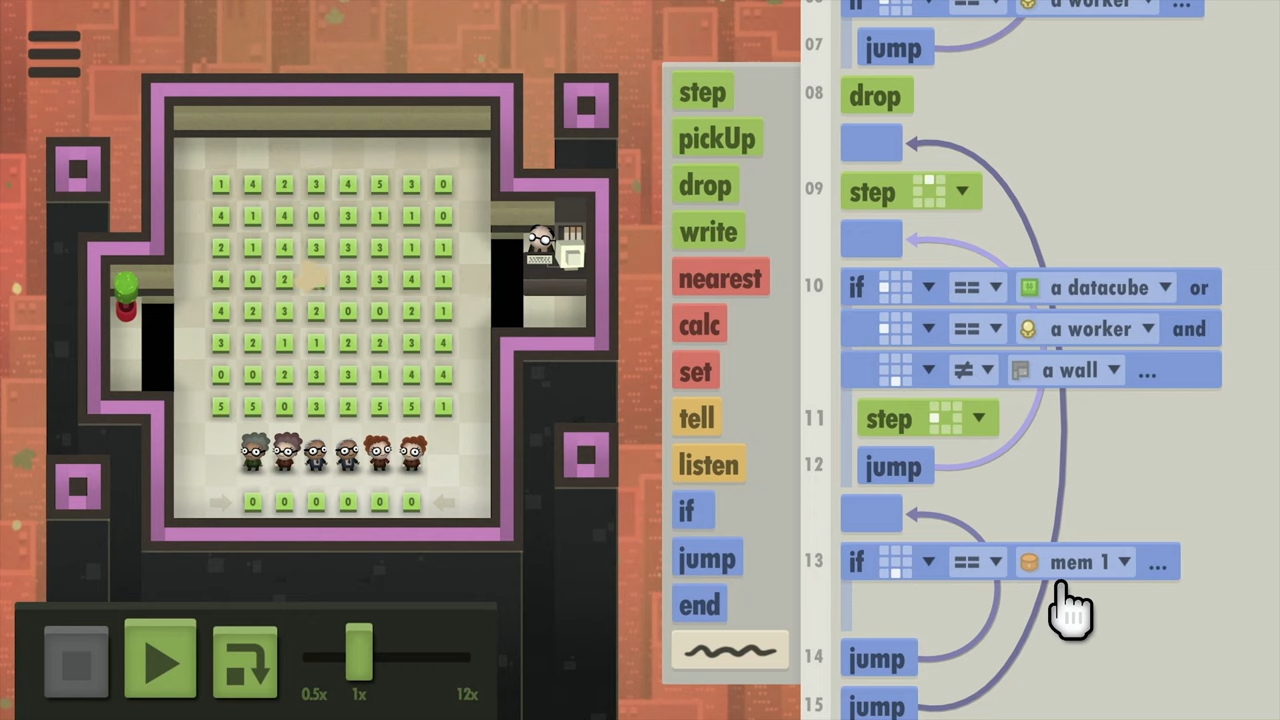 1 4 2 3 4 5 3 0
4 1 4 0 3 1 1 0
2 1 4 3 3 3 1 1
4 0 2 3 3 4 1
4 2 3 2 0 0 2 1
3 2 1 1 2 2 3 4
0 0 2 3 3 1 4 4
5 5 0 3 2 5 5 1
0 0 0 0 0 0
0.5x 1x 12x
step
pickUp
drop
write
nearest
calc
set
tell
listen
if
jump
end
if == a worker ...
07 jump
08 drop
09 step
10 if == a datacube or
== a worker and
≠ a wall ...
11 step
12 jump
13 if == mem 1 ...
14 jump
15 jump